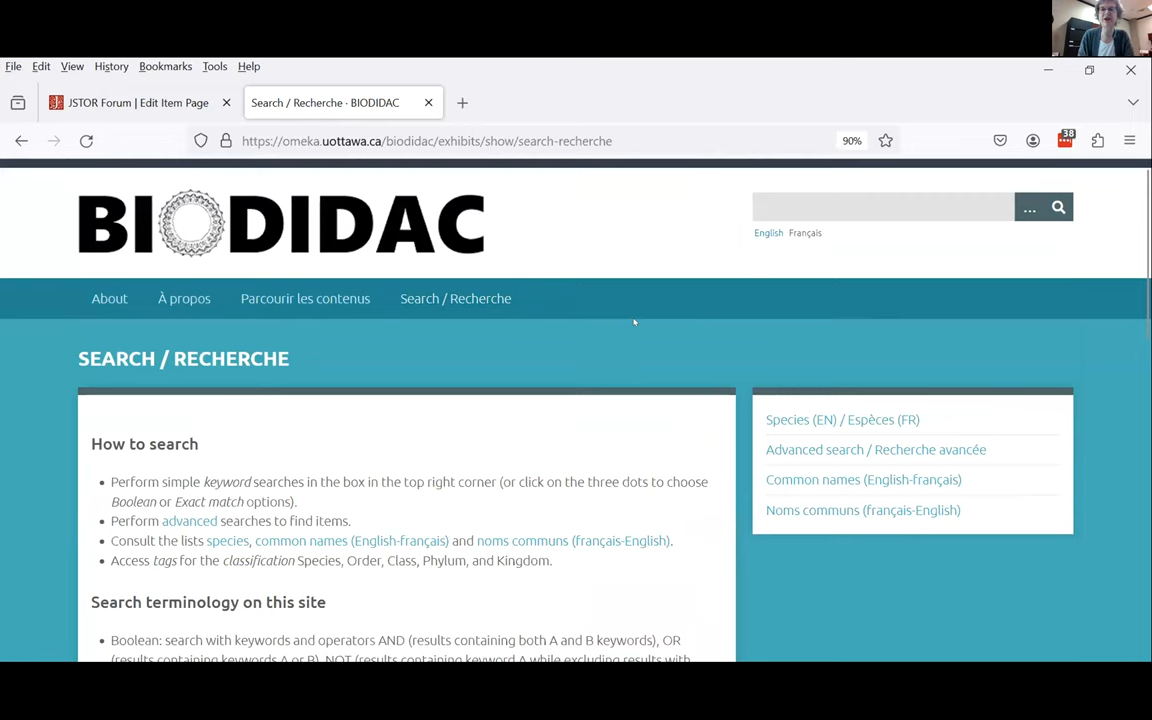 File Edit View History Bookmarks Tools Help
JSTOR Forum | Edit Item Page
Search / Recherche · BIODIDAC
https://omeka.uottawa.ca/biodidac/exhibits/show/search-recherche
90%
38
BIODIDAC
...
English Français
About À propos Parcourir les contenus Search / Recherche
SEARCH / RECHERCHE
How to search
• Perform simple keyword searches in the box in the top right corner (or click on the three dots to choose
Boolean or Exact match options).
• Perform advanced searches to find items.
• Consult the lists species, common names (English-français) and noms communs (français-English).
• Access tags for the classification Species, Order, Class, Phylum, and Kingdom.
Search terminology on this site
• Boolean: search with keywords and operators AND (results containing both A and B keywords), OR
(results containing keywords A or B), NOT (results containing keyword A while excluding results with
Species (EN) / Espèces (FR)
Advanced search / Recherche avancée
Common names (English-français)
Noms communs (français-English)